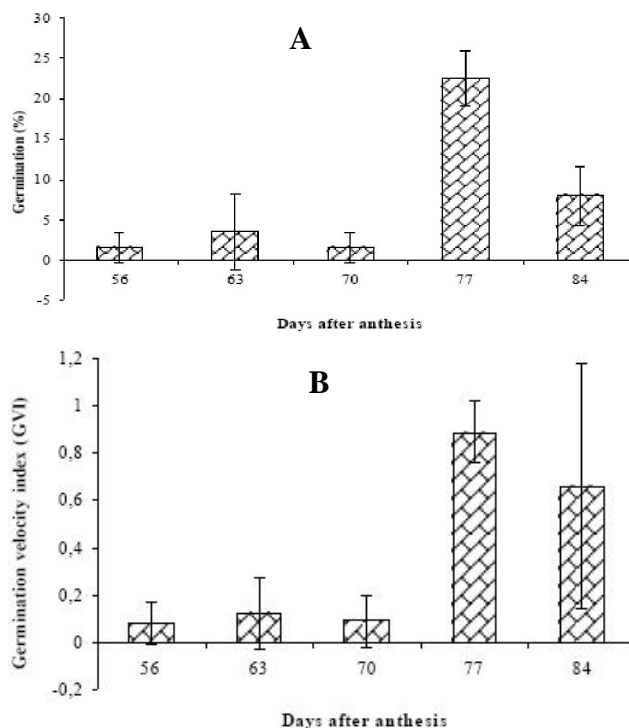 A
30
25
20
15
10
5
0
-5
Germination (%)
56 63 70 77 84
Days after anthesis
B
1,2
1
0,8
0,6
0,4
0,2
0
-0,2
Germination velocity index (GVI)
56 63 70 77 84
Days after anthesis